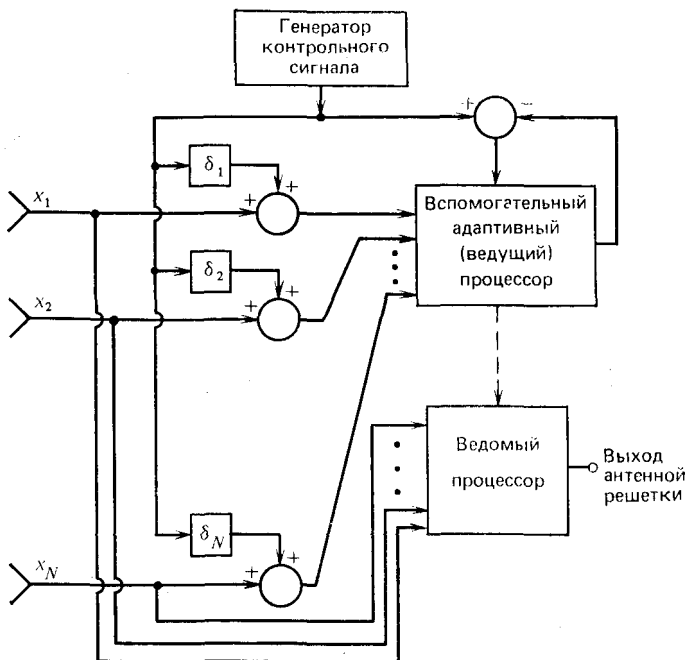 Генератор
контрольного
сигнала
+ −
δ1
+
x1
+
Вспомогательный
адаптивный
(ведущий)
процессор
δ2
+
x2
+
Ведомый
процессор
Выход
антенной
решетки
δN
+
xN
+